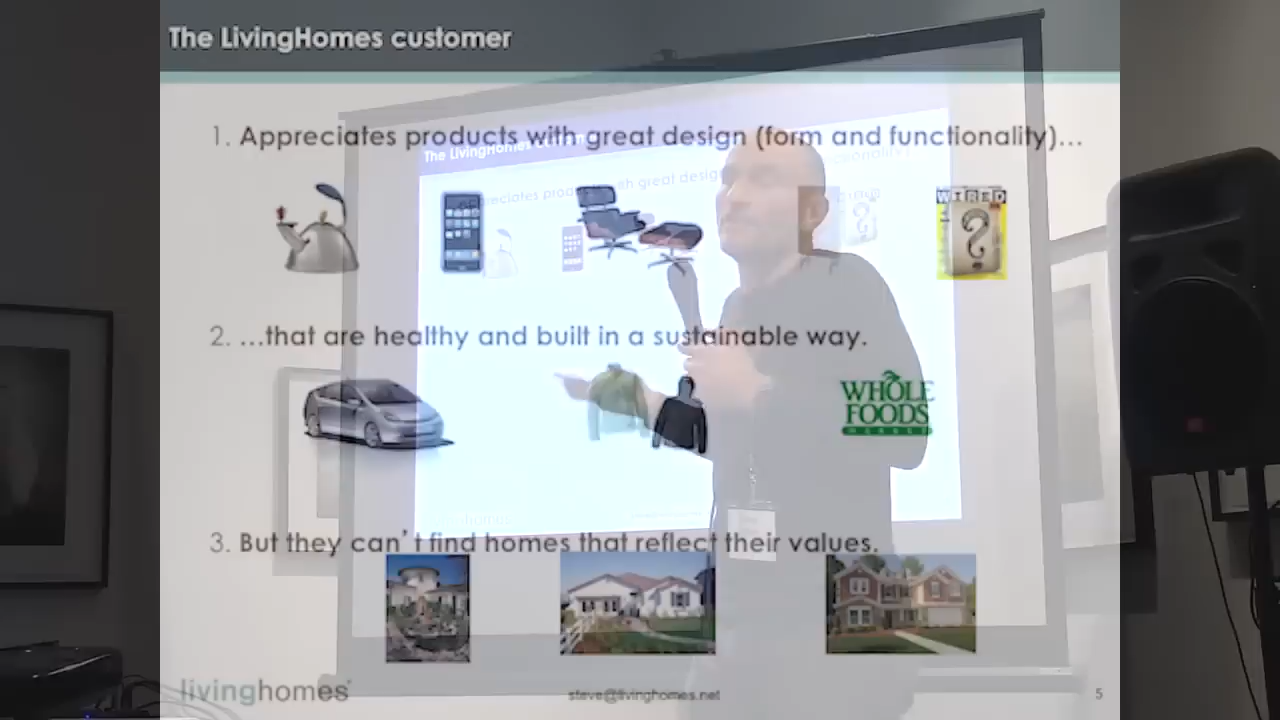 The LivingHomes customer
1. Appreciates products with great design (form and functionality)...
WIRED
?
2. ...that are healthy and built in a sustainable way.
WHOLE
FOODS
MARKET
3. But they can't find homes that reflect their values.
livinghomes
steve@livinghomes.net
5